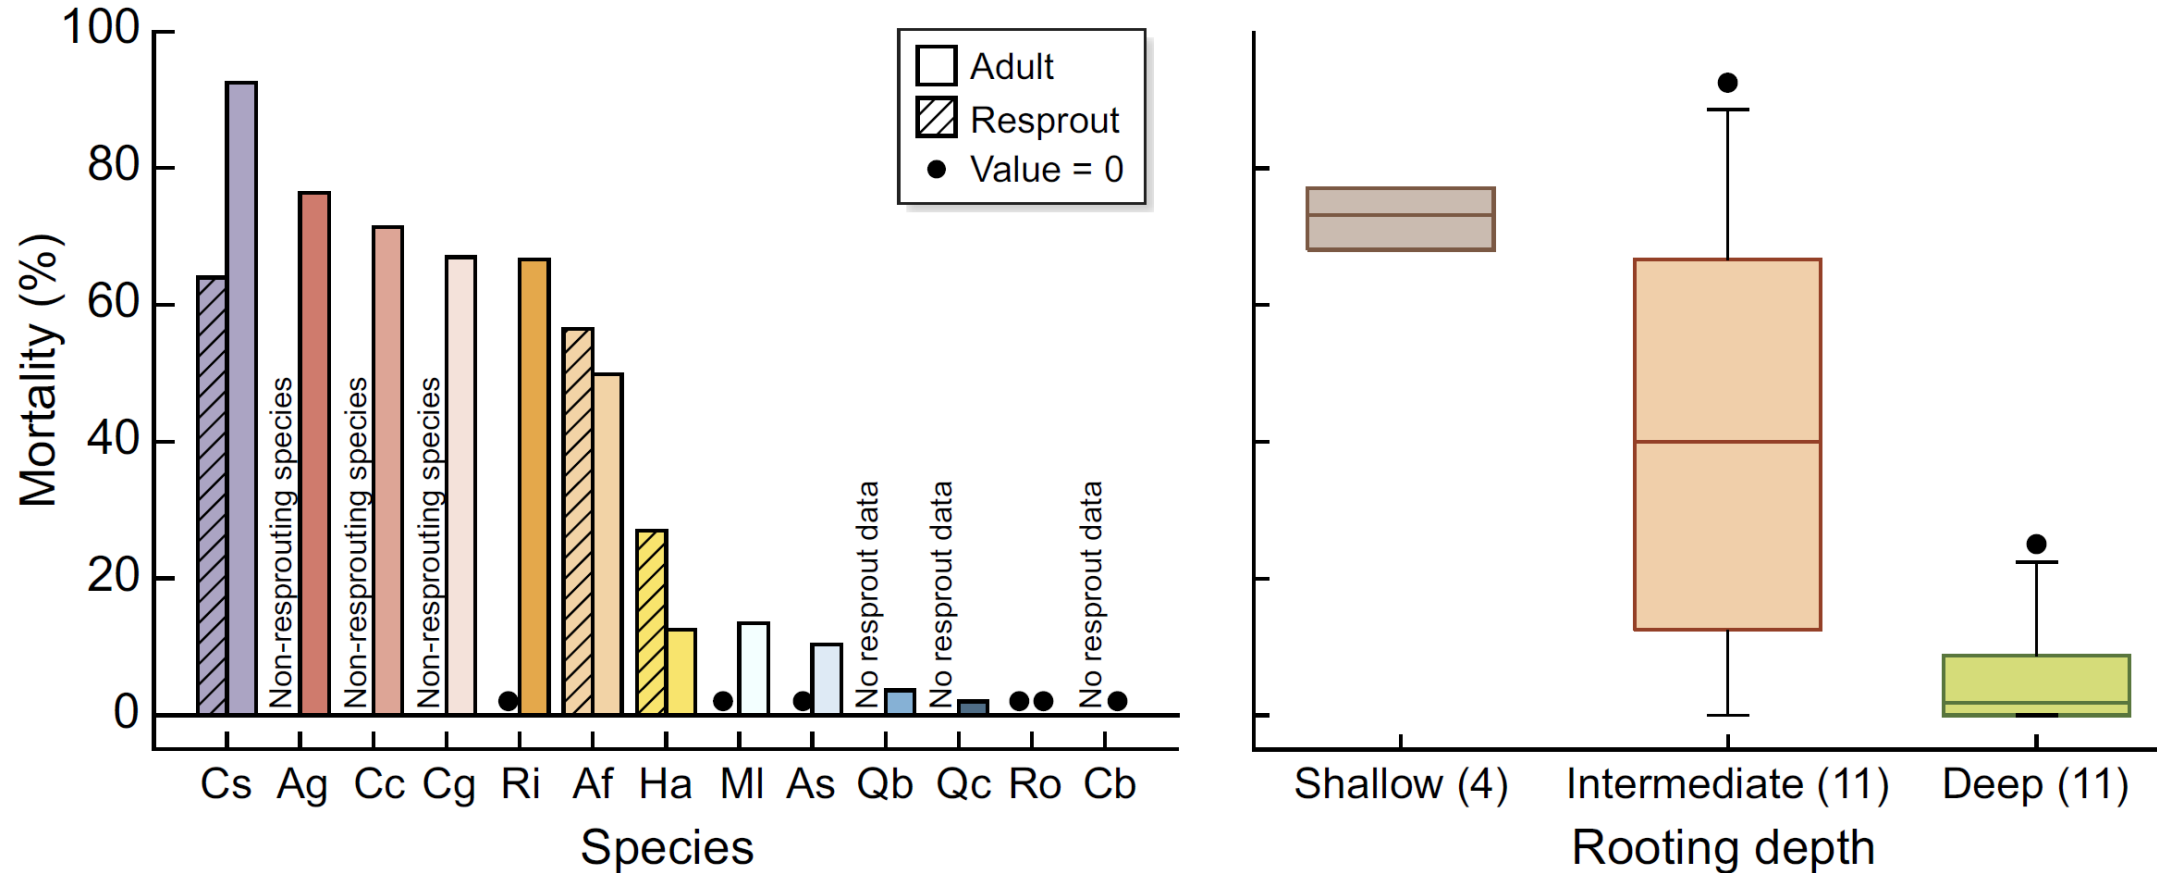 Mortality (%)
100
80
60
40
20
0
Adult
Resprout
Value = 0
Non-resprouting species
Non-resprouting species
Non-resprouting species
No resprout data
No resprout data
No resprout data
Cs Ag Cc Cg Ri Af Ha Ml As Qb Qc Ro Cb
Species
Shallow (4) Intermediate (11) Deep (11)
Rooting depth